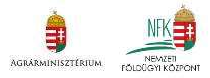 AGRÁRMINISZTÉRIUM
NFK
NEMZETI
FÖLDÜGYI KÖZPONT